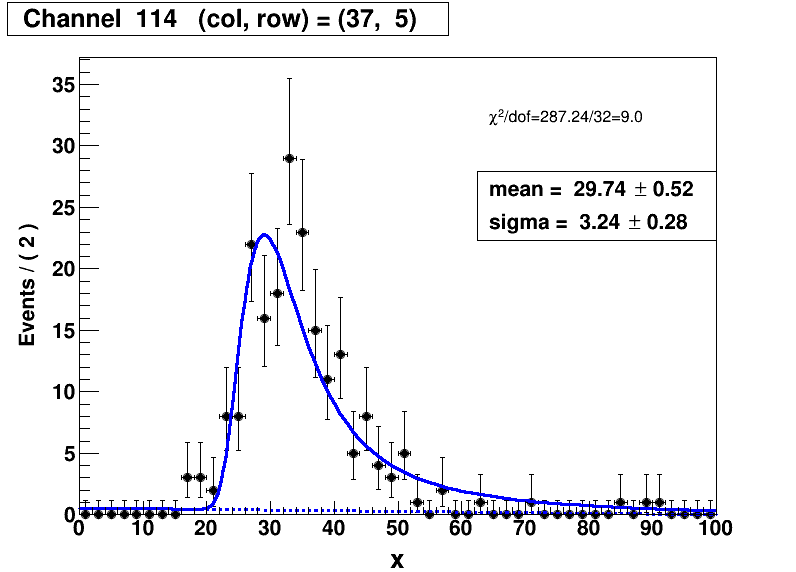 Channel 114 (col, row) = (37, 5)
χ²/dof=287.24/32=9.0
mean = 29.74 ± 0.52
sigma = 3.24 ± 0.28
Events / ( 2 )
35
30
25
20
15
10
5
0
0 10 20 30 40 50 60 70 80 90 100
x